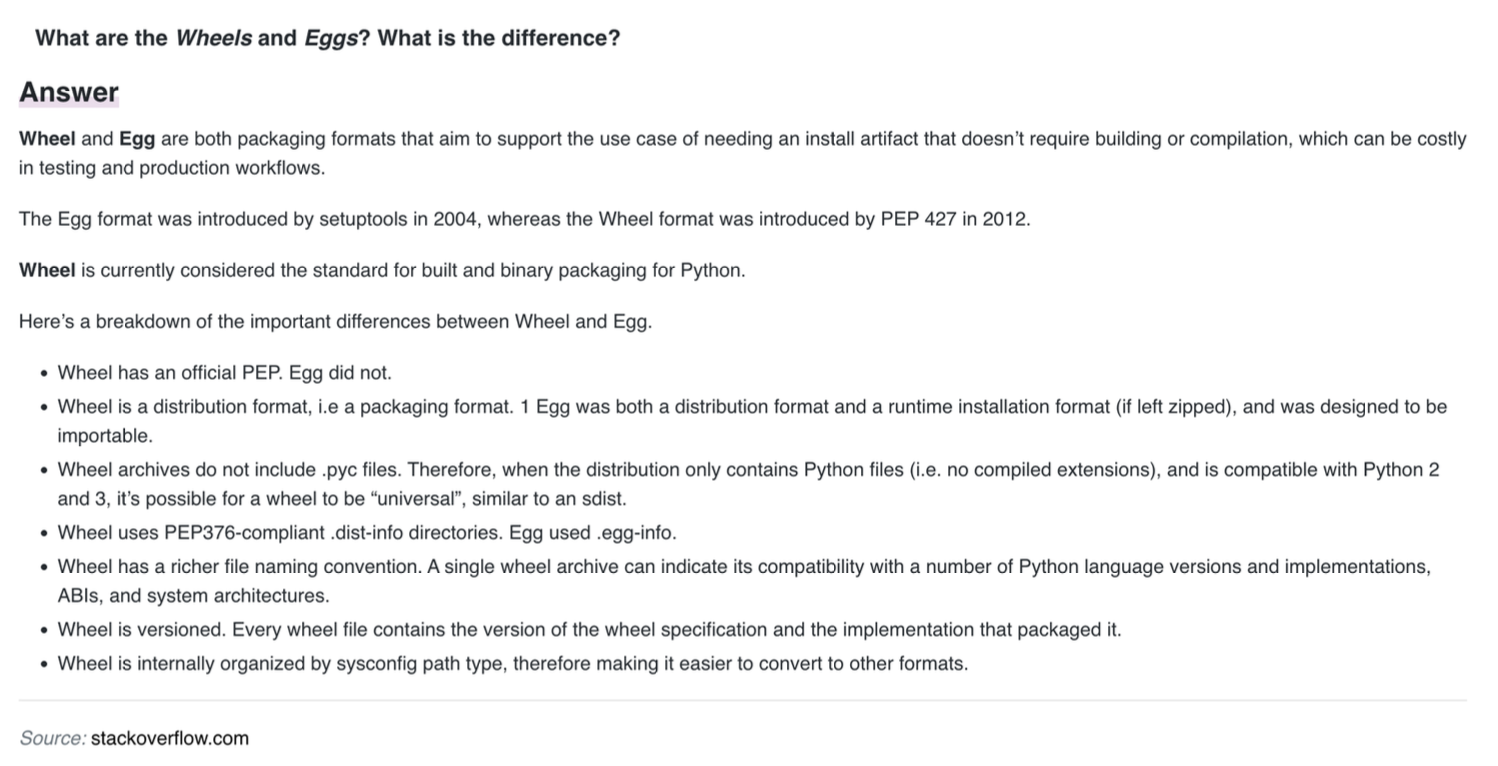 What are the Wheels and Eggs? What is the difference?
Answer
Wheel and Egg are both packaging formats that aim to support the use case of needing an install artifact that doesn’t require building or compilation, which can be costly
in testing and production workflows.
The Egg format was introduced by setuptools in 2004, whereas the Wheel format was introduced by PEP 427 in 2012.
Wheel is currently considered the standard for built and binary packaging for Python.
Here’s a breakdown of the important differences between Wheel and Egg.
• Wheel has an official PEP. Egg did not.
• Wheel is a distribution format, i.e a packaging format. 1 Egg was both a distribution format and a runtime installation format (if left zipped), and was designed to be
importable.
• Wheel archives do not include .pyc files. Therefore, when the distribution only contains Python files (i.e. no compiled extensions), and is compatible with Python 2
and 3, it’s possible for a wheel to be “universal”, similar to an sdist.
• Wheel uses PEP376-compliant .dist-info directories. Egg used .egg-info.
• Wheel has a richer file naming convention. A single wheel archive can indicate its compatibility with a number of Python language versions and implementations,
ABIs, and system architectures.
• Wheel is versioned. Every wheel file contains the version of the wheel specification and the implementation that packaged it.
• Wheel is internally organized by sysconfig path type, therefore making it easier to convert to other formats.
Source: stackoverflow.com